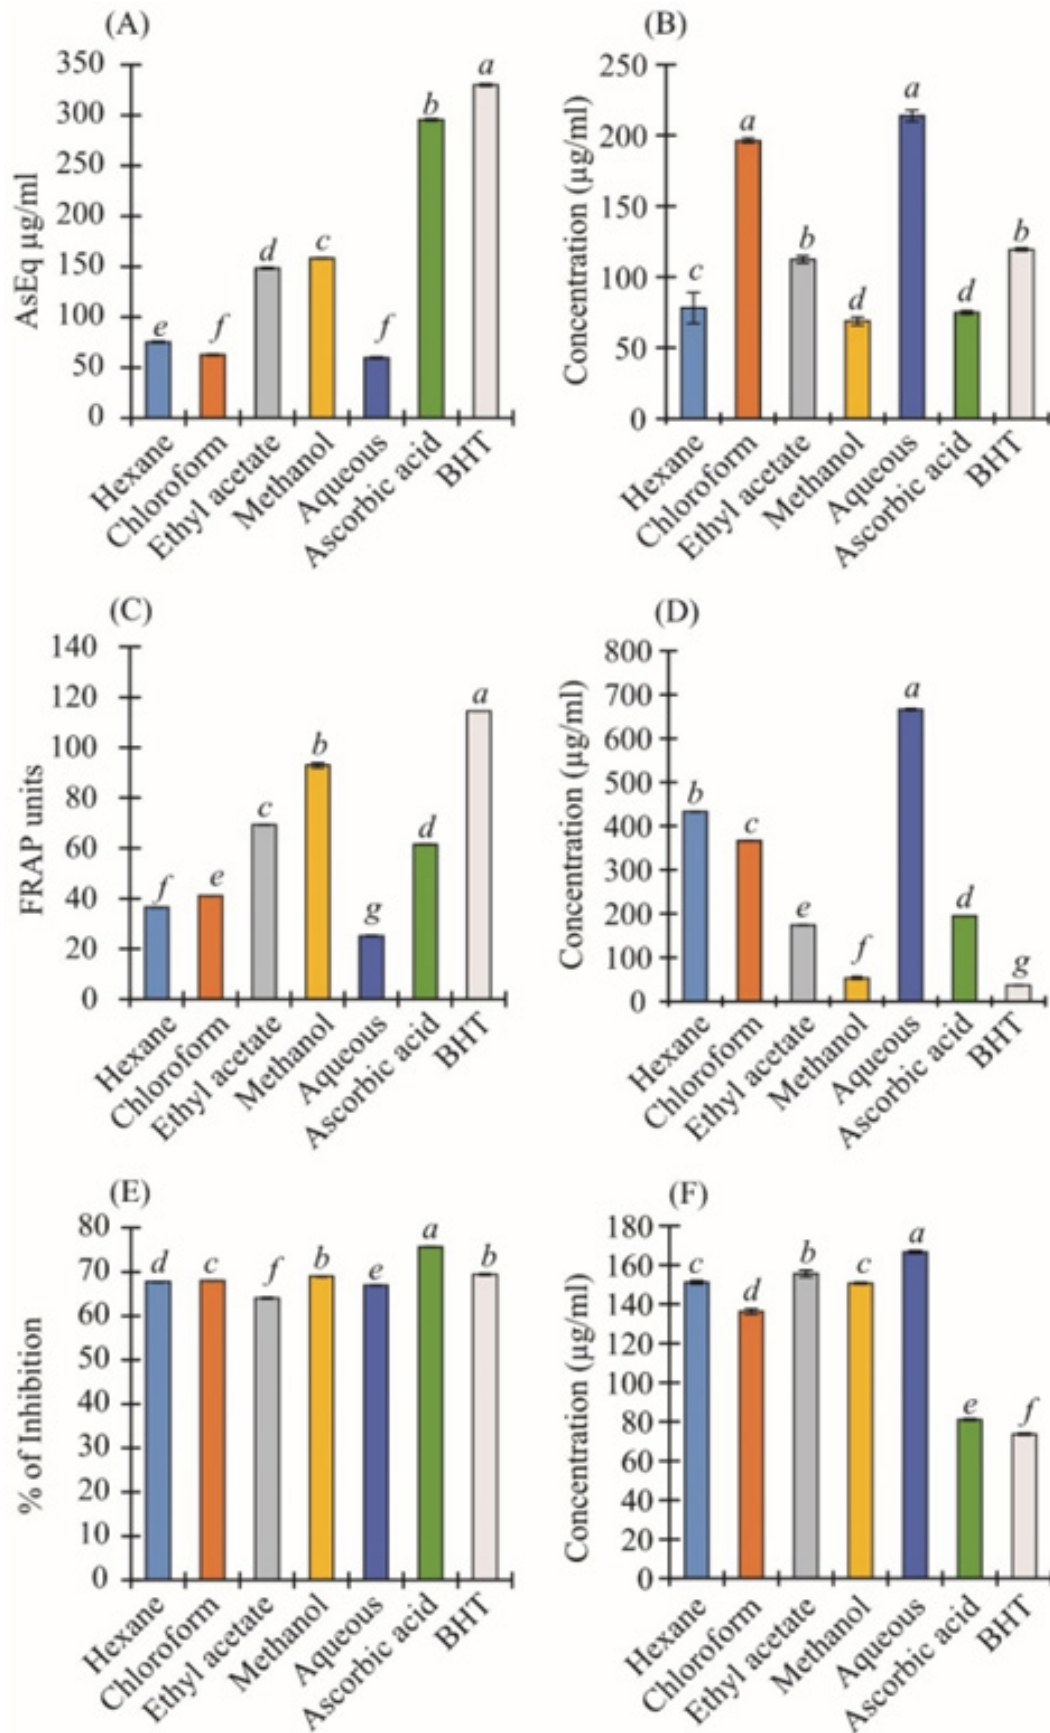 (A)
AsEq µg/ml
350
300
250
200
150
100
50
0
e
f
d
c
f
b
a
Hexane
Chloroform
Ethyl acetate
Methanol
Aqueous
Ascorbic acid
BHT
(B)
Concentration (µg/ml)
250
200
150
100
50
0
c
a
b
d
a
d
b
Hexane
Chloroform
Ethyl acetate
Methanol
Aqueous
Ascorbic acid
BHT
(C)
FRAP units
140
120
100
80
60
40
20
0
f
e
c
b
g
d
a
Hexane
Chloroform
Ethyl acetate
Methanol
Aqueous
Ascorbic acid
BHT
(D)
Concentration (µg/ml)
800
700
600
500
400
300
200
100
0
b
c
e
f
a
d
g
Hexane
Chloroform
Ethyl acetate
Methanol
Aqueous
Ascorbic acid
BHT
(E)
% of Inhibition
80
70
60
50
40
30
20
10
0
d
c
f
b
e
a
b
Hexane
Chloroform
Ethyl acetate
Methanol
Aqueous
Ascorbic acid
BHT
(F)
Concentration (µg/ml)
180
160
140
120
100
80
60
40
20
0
c
d
b
c
a
e
f
Hexane
Chloroform
Ethyl acetate
Methanol
Aqueous
Ascorbic acid
BHT